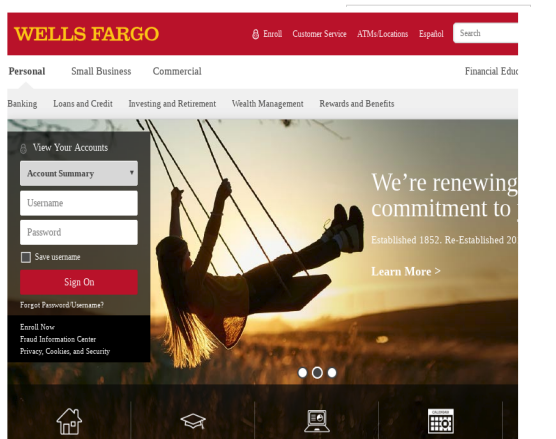 WELLS FARGO
Enroll Customer Service ATMs/Locations Español Search
Personal Small Business Commercial Financial Educ
Banking Loans and Credit Investing and Retirement Wealth Management Rewards and Benefits
View Your Accounts
Account Summary
Username
Password
Save username
Sign On
Forgot Password/Username?
Enroll Now
Fraud Information Center
Privacy, Cookies, and Security
We’re renewing
commitment to
Established 1852. Re-Established 20
Learn More >